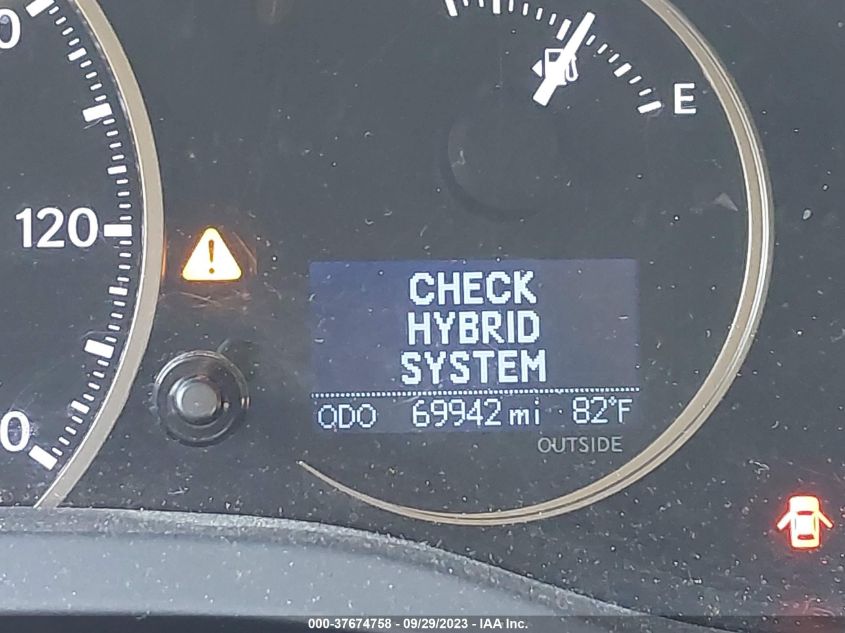 E
120
CHECK
HYBRID
SYSTEM
ODO 69942 mi 82°F
OUTSIDE
000-37674758 - 09/29/2023 - IAA Inc.